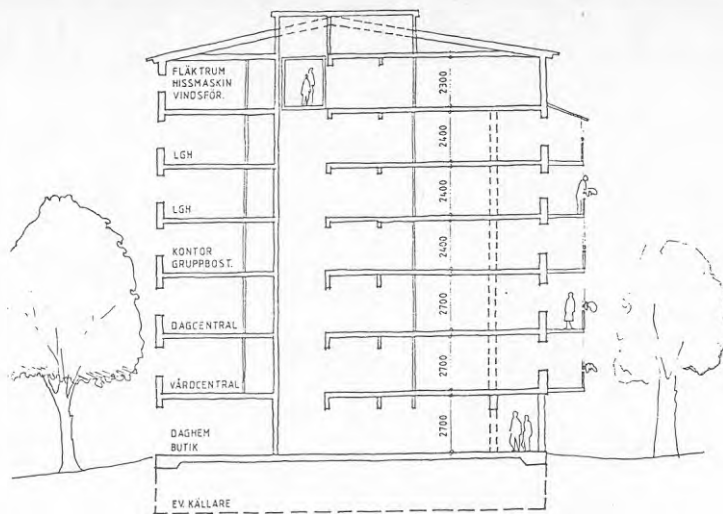 FLÄKTRUM
HISSMASKIN
VINDSFÖR.
2300
2400
LGH
2400
LGH
2400
KONTOR
GRUPPBOST.
2700
DAGCENTRAL
2700
VÅRDCENTRAL
2700
DAGHEM
BUTIK
EV. KÄLLARE